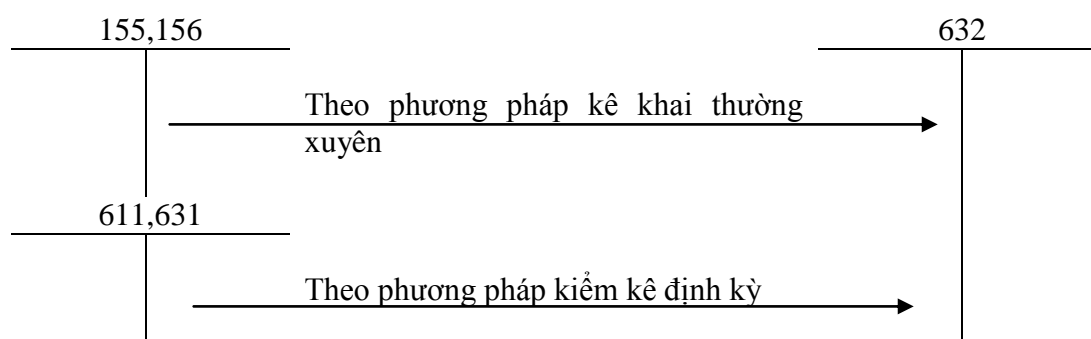 155,156
632
Theo phương pháp kê khai thường
xuyên
611,631
Theo phương pháp kiểm kê định kỳ